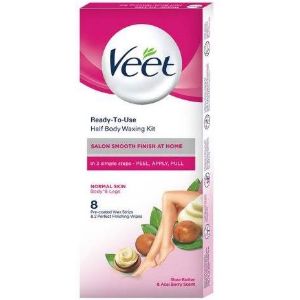 Veet
Ready-To-Use
Half Body Waxing Kit
SALON SMOOTH FINISH AT HOME
in 3 simple steps - PEEL, APPLY, PULL
NORMAL SKIN
Body & Legs
8
Pre-coated Wax Strips
& 2 Perfect Finishing Wipes
Shea Butter
& Acai Berry Scent